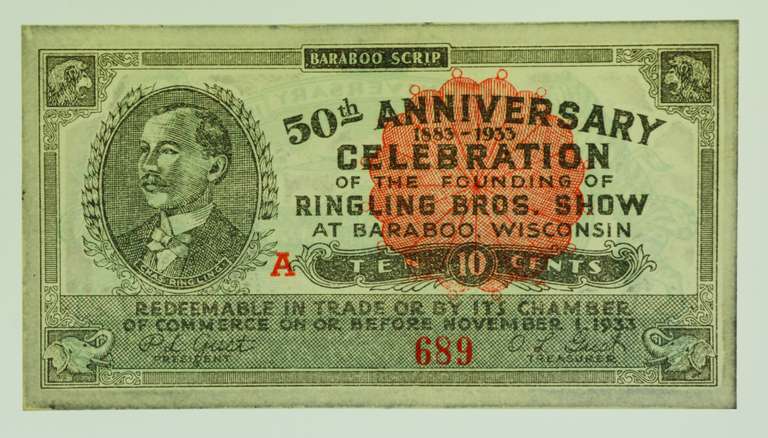 BARABOO SCRIP
50th ANNIVERSARY
1883-1933
CELEBRATION
OF THE FOUNDING OF
RINGLING BROS. SHOW
AT BARABOO, WISCONSIN
CHAS. RINGLING
A
TEN 10 CENTS
REDEEMABLE IN TRADE OR BY ITS CHAMBER
OF COMMERCE ON OR BEFORE NOVEMBER 1, 1933
PRESIDENT
689
TREASURER